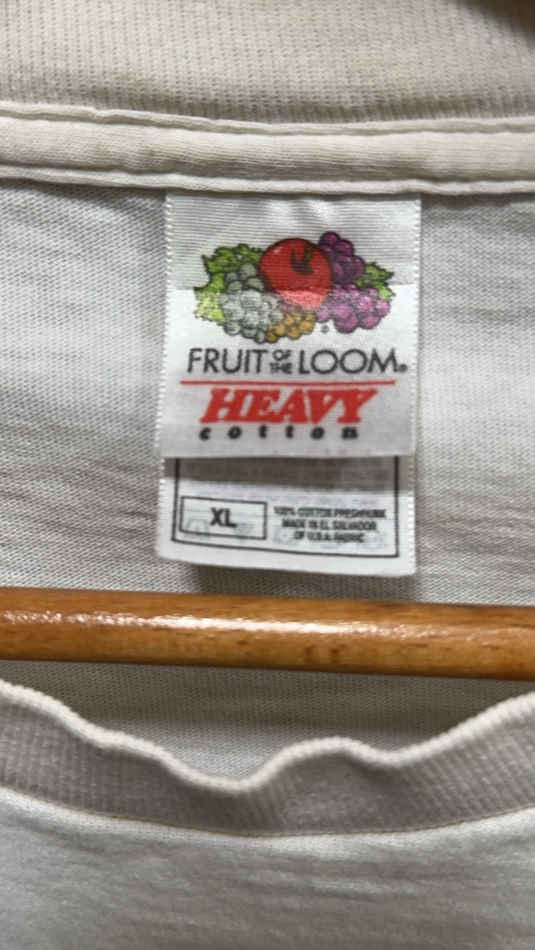 FRUIT OF THE LOOM®
HEAVY
cotton
XL
100% COTTON PRESHRUNK
MADE IN EL SALVADOR
OF U.S.A. FABRIC